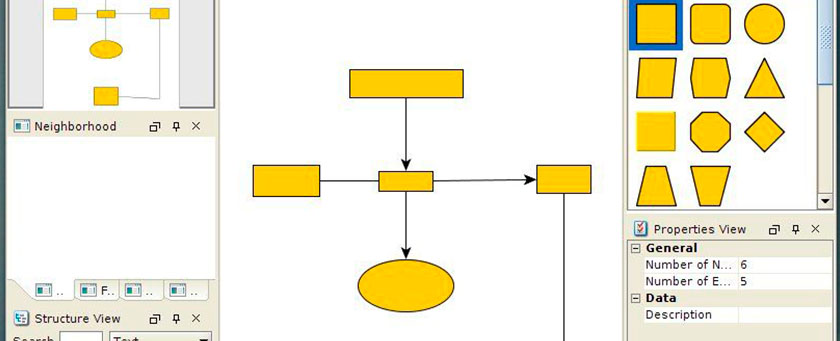 Neighborhood
..
F..
..
..
Structure View
Search
Text
Properties View
General
Number of N... 6
Number of E... 5
Data
Description